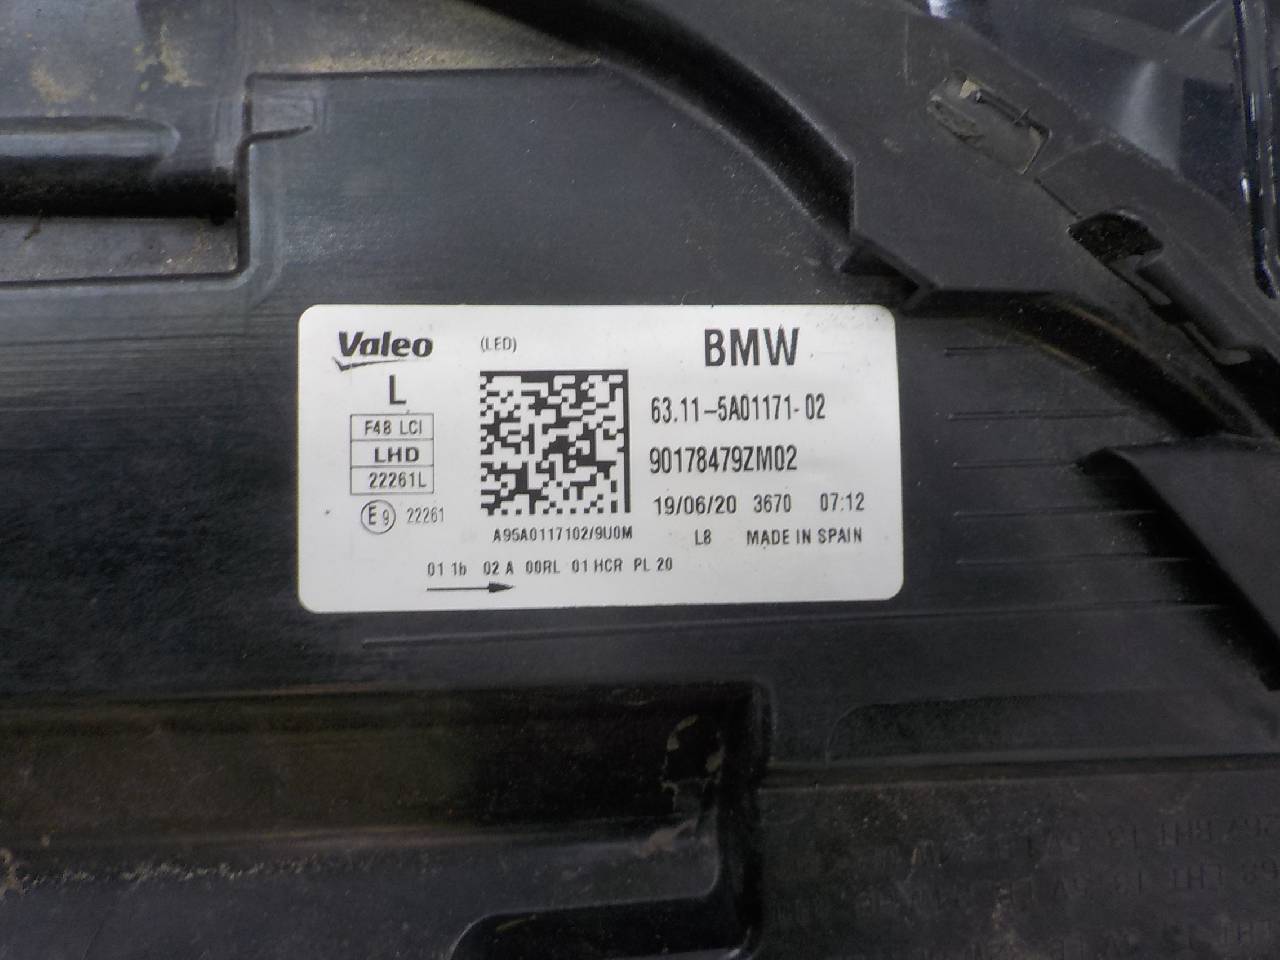 Valeo (LED) BMW
L
63.11-5A01171-02
F48 LCI
LHD
90178479ZM02
22261L
19/06/20 3670 07:12
E9 22261
A95A0117102/9U0M L8 MADE IN SPAIN
01 1b 02 A 00RL 01 HCR PL 20